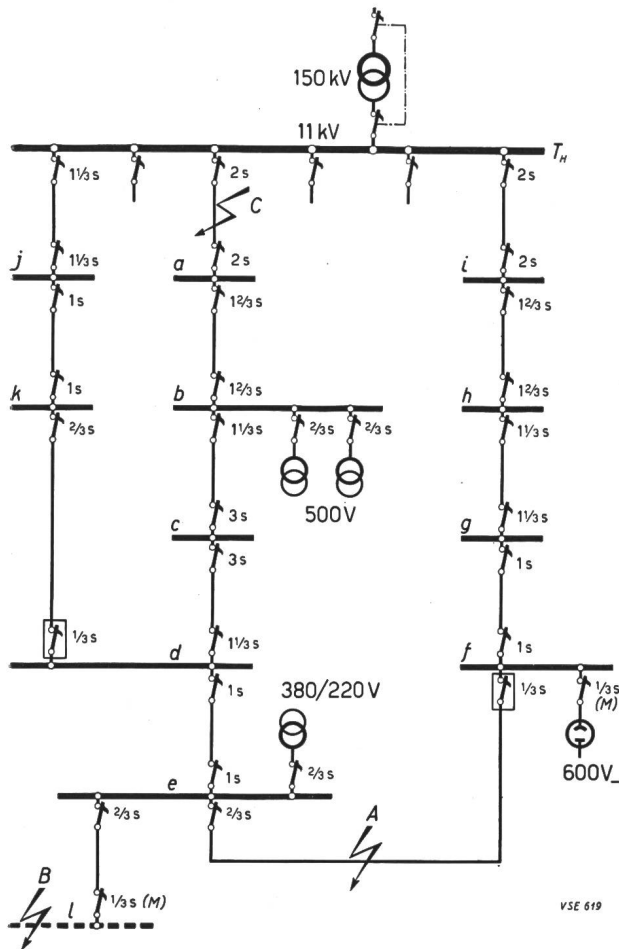 150 kV
11 kV
T_H
1⅓ s
2 s
C
2 s
j
1⅓ s
a
2 s
i
2 s
1 s
1⅔ s
1⅔ s
k
1 s
b
1⅔ s
h
1⅔ s
⅔ s
1⅓ s
⅔ s
⅔ s
1⅓ s
500 V
c
3 s
g
1⅓ s
3 s
1 s
⅓ s
d
1⅓ s
f
1 s
1 s
380/220 V
⅓ s
⅓ s
(M)
600V_
e
1 s
⅔ s
⅔ s
⅔ s
A
B
l
⅓ s (M)
VSE 619